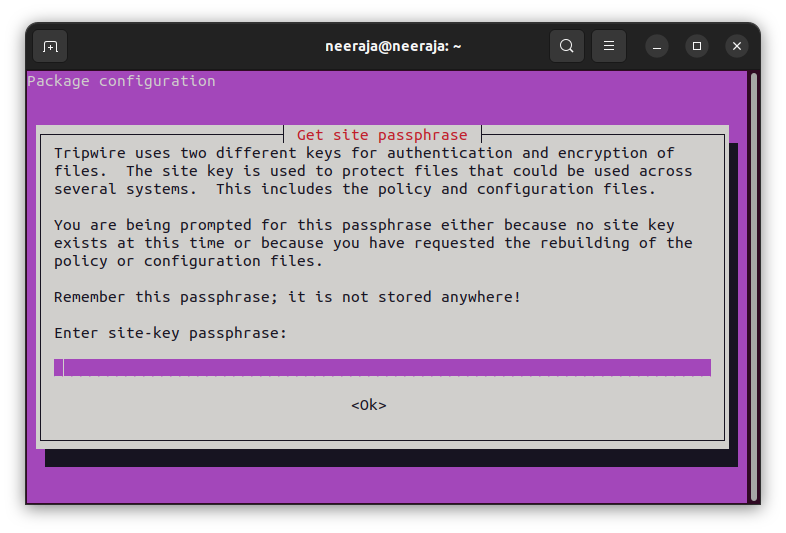 neeraja@neeraja: ~
Package configuration
Get site passphrase
Tripwire uses two different keys for authentication and encryption of
files.  The site key is used to protect files that could be used across
several systems.  This includes the policy and configuration files.
You are being prompted for this passphrase either because no site key
exists at this time or because you have requested the rebuilding of the
policy or configuration files.
Remember this passphrase; it is not stored anywhere!
Enter site-key passphrase:
<Ok>